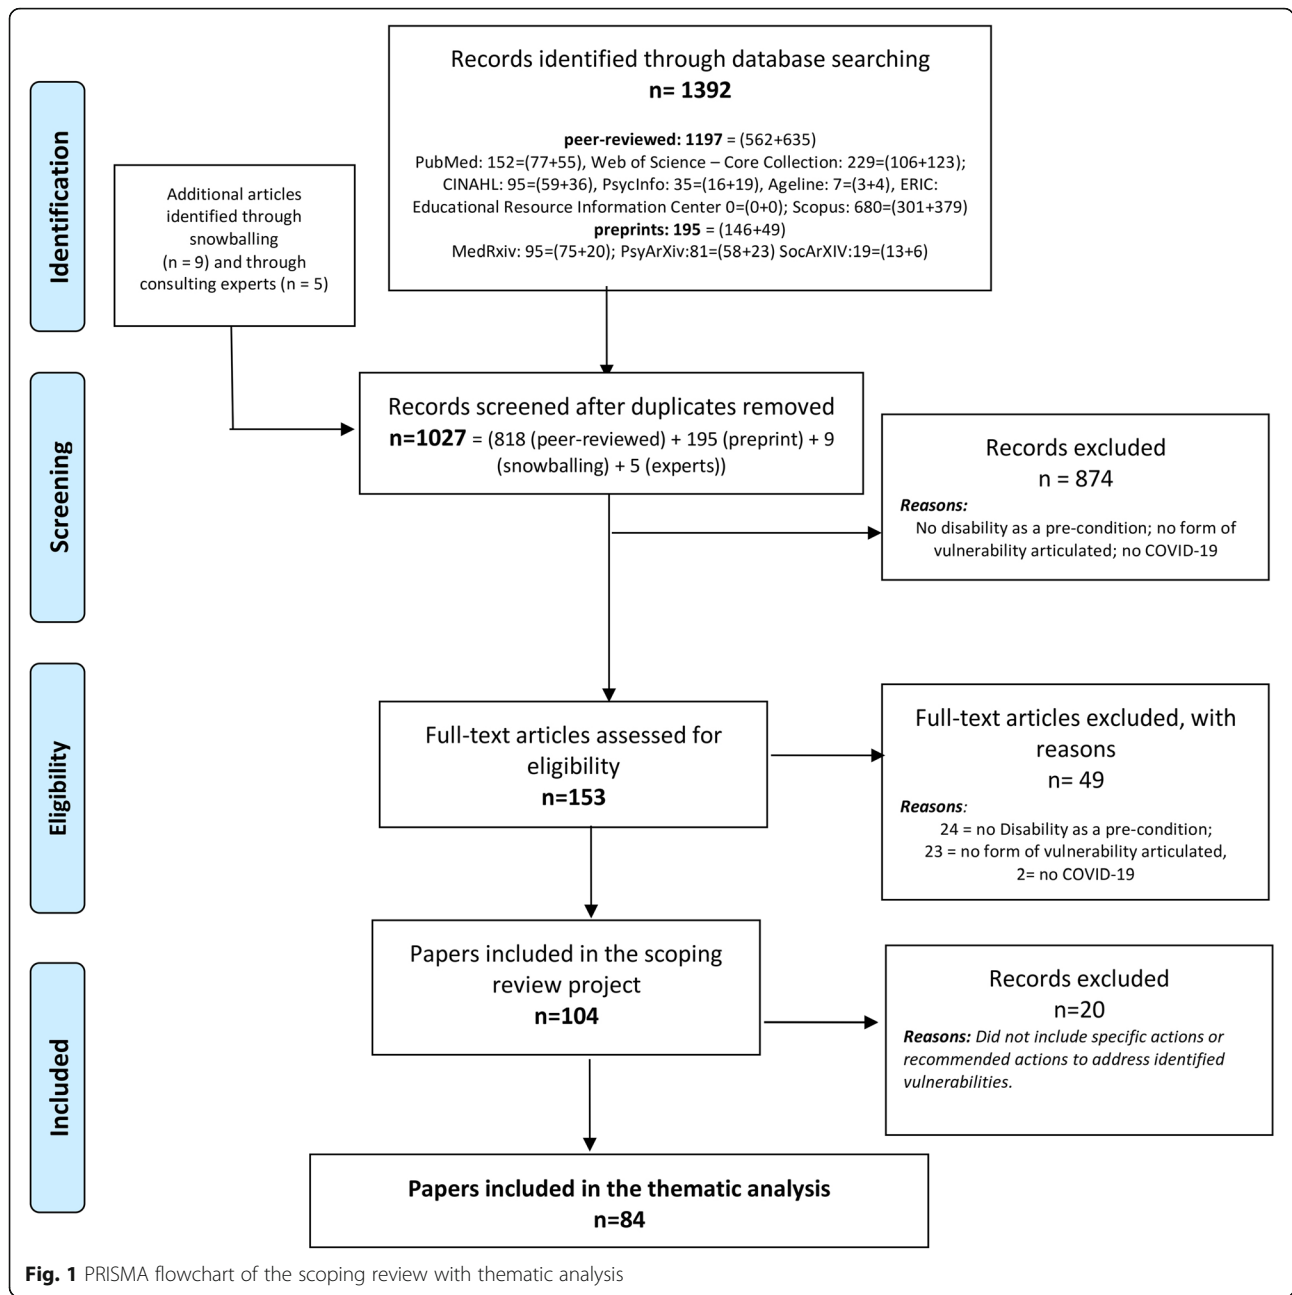 Identification
Records identified through database searching
n= 1392
peer-reviewed: 1197 = (562+635)
PubMed: 152=(77+55), Web of Science – Core Collection: 229=(106+123);
CINAHL: 95=(59+36), PsycInfo: 35=(16+19), Ageline: 7=(3+4), ERIC:
Educational Resource Information Center 0=(0+0); Scopus: 680=(301+379)
preprints: 195 = (146+49)
MedRxiv: 95=(75+20); PsyArXiv:81=(58+23) SocArXIV:19=(13+6)
Additional articles
identified through
snowballing
(n = 9) and through
consulting experts (n = 5)
Screening
Records screened after duplicates removed
n=1027 = (818 (peer-reviewed) + 195 (preprint) + 9
(snowballing) + 5 (experts))
Records excluded
n = 874
Reasons:
No disability as a pre-condition; no form of
vulnerability articulated; no COVID-19
Eligibility
Full-text articles assessed for
eligibility
n=153
Full-text articles excluded, with
reasons
n= 49
Reasons:
24 = no Disability as a pre-condition;
23 = no form of vulnerability articulated,
2= no COVID-19
Included
Papers included in the scoping
review project
n=104
Records excluded
n=20
Reasons: Did not include specific actions or
recommended actions to address identified
vulnerabilities.
Papers included in the thematic analysis
n=84
Fig. 1 PRISMA flowchart of the scoping review with thematic analysis